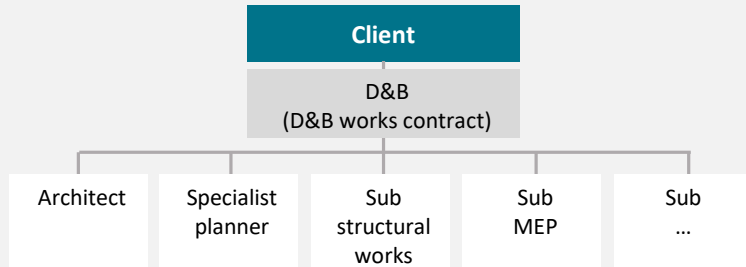 Client
D&B
(D&B works contract)
Architect
Specialist
planner
Sub
structural
works
Sub
MEP
Sub
...